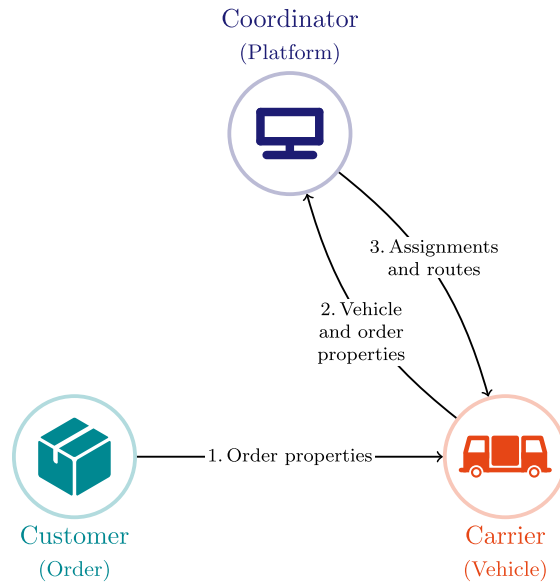 Coordinator
(Platform)
3. Assignments
and routes
2. Vehicle
and order
properties
1. Order properties
Customer
(Order)
Carrier
(Vehicle)